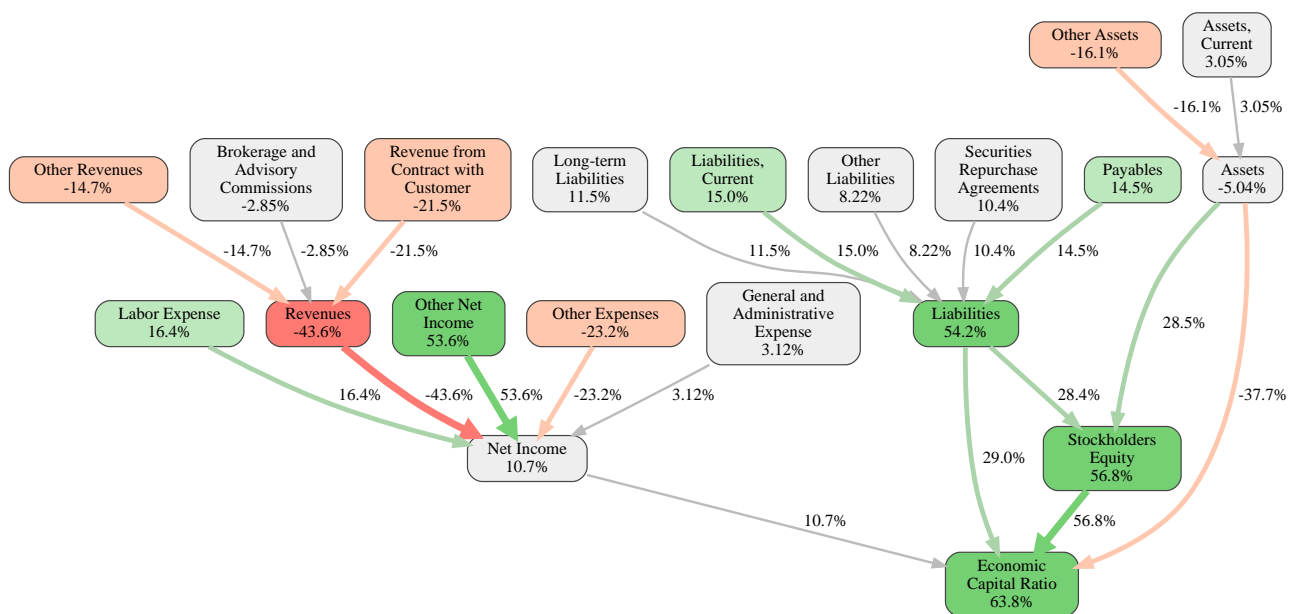 Other Assets
-16.1%
Assets,
Current
3.05%
-16.1%
3.05%
Other Revenues
-14.7%
Brokerage and
Advisory
Commissions
-2.85%
Revenue from
Contract with
Customer
-21.5%
Long-term
Liabilities
11.5%
Liabilities,
Current
15.0%
Other
Liabilities
8.22%
Securities
Repurchase
Agreements
10.4%
Payables
14.5%
Assets
-5.04%
-14.7%
-2.85%
-21.5%
11.5%
15.0%
8.22%
10.4%
14.5%
Labor Expense
16.4%
Revenues
-43.6%
Other Net
Income
53.6%
Other Expenses
-23.2%
General and
Administrative
Expense
3.12%
Liabilities
54.2%
28.5%
16.4%
-43.6%
53.6%
-23.2%
3.12%
28.4%
-37.7%
Net Income
10.7%
29.0%
Stockholders
Equity
56.8%
10.7%
56.8%
Economic
Capital Ratio
63.8%